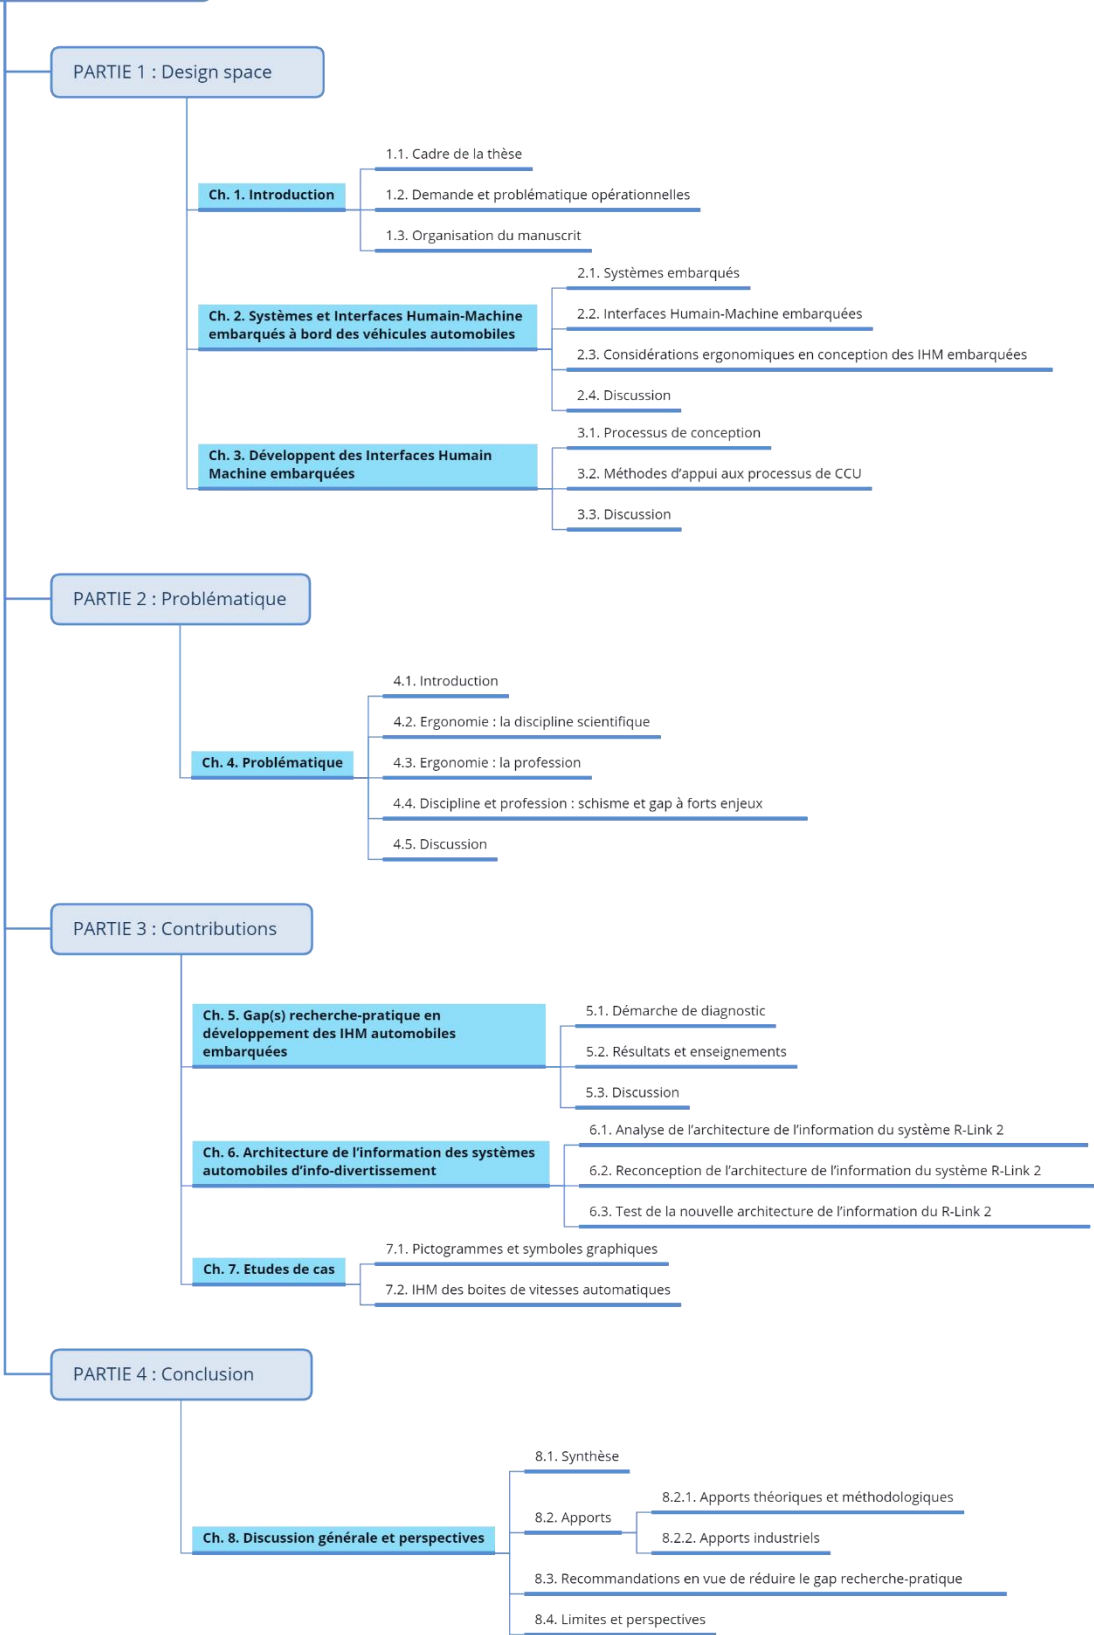 PARTIE 1 : Design space
Ch. 1. Introduction
1.1. Cadre de la thèse
1.2. Demande et problématique opérationnelles
1.3. Organisation du manuscrit
Ch. 2. Systèmes et Interfaces Humain-Machine
embarqués à bord des véhicules automobiles
2.1. Systèmes embarqués
2.2. Interfaces Humain-Machine embarquées
2.3. Considérations ergonomiques en conception des IHM embarquées
2.4. Discussion
Ch. 3. Développent des Interfaces Humain
Machine embarquées
3.1. Processus de conception
3.2. Méthodes d’appui aux processus de CCU
3.3. Discussion
PARTIE 2 : Problématique
Ch. 4. Problématique
4.1. Introduction
4.2. Ergonomie : la discipline scientifique
4.3. Ergonomie : la profession
4.4. Discipline et profession : schisme et gap à forts enjeux
4.5. Discussion
PARTIE 3 : Contributions
Ch. 5. Gap(s) recherche-pratique en
développement des IHM automobiles
embarquées
5.1. Démarche de diagnostic
5.2. Résultats et enseignements
5.3. Discussion
Ch. 6. Architecture de l’information des systèmes
automobiles d’info-divertissement
6.1. Analyse de l’architecture de l’information du système R-Link 2
6.2. Reconception de l’architecture de l’information du système R-Link 2
6.3. Test de la nouvelle architecture de l’information du R-Link 2
Ch. 7. Etudes de cas
7.1. Pictogrammes et symboles graphiques
7.2. IHM des boites de vitesses automatiques
PARTIE 4 : Conclusion
Ch. 8. Discussion générale et perspectives
8.1. Synthèse
8.2. Apports
8.2.1. Apports théoriques et méthodologiques
8.2.2. Apports industriels
8.3. Recommandations en vue de réduire le gap recherche-pratique
8.4. Limites et perspectives